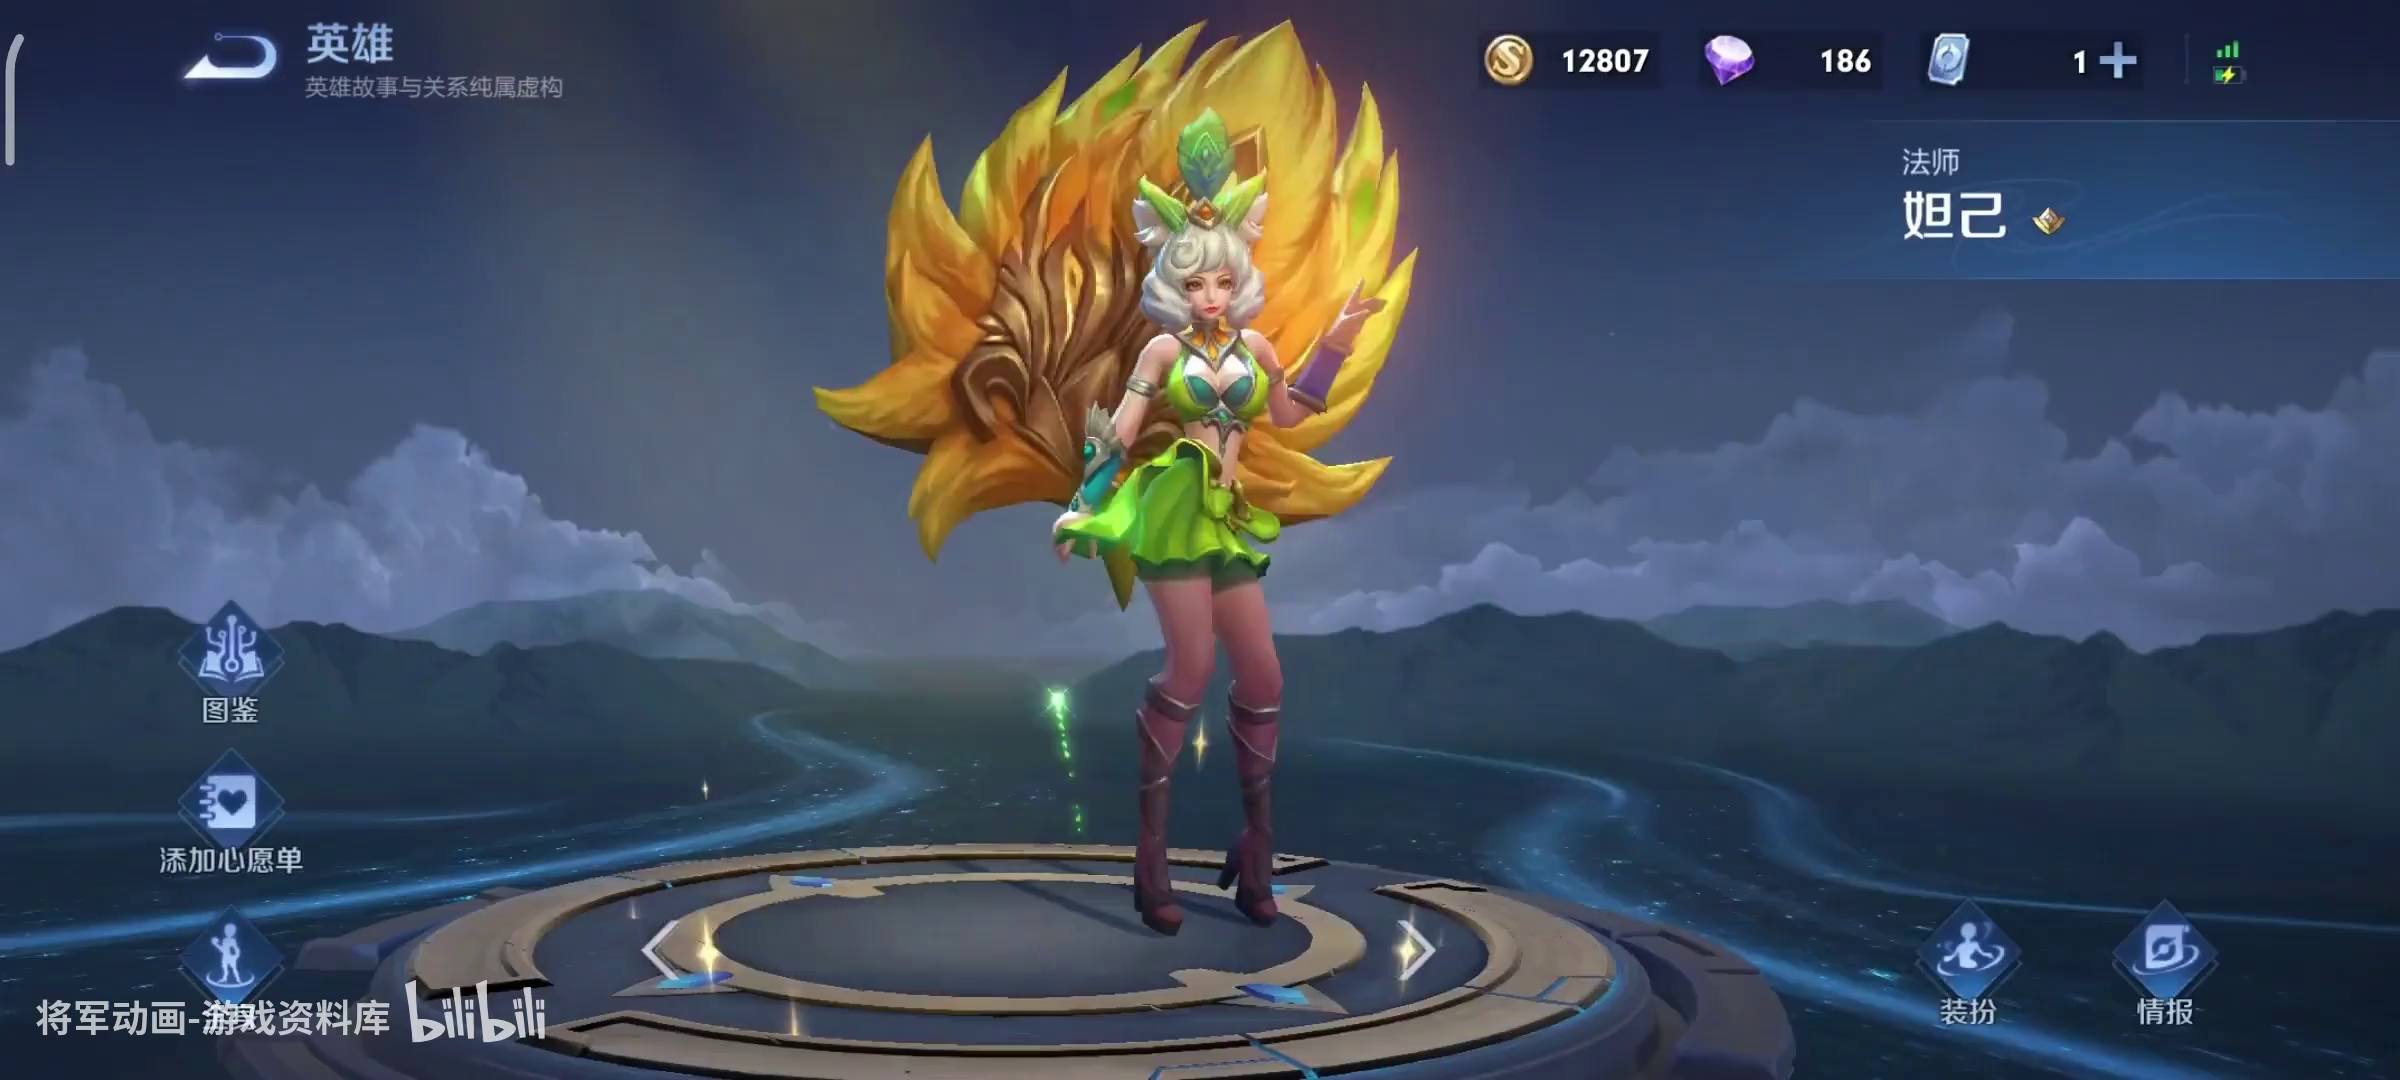 英雄
英雄故事与关系纯属虚构
12807
186
1
法师
妲己
图鉴
添加心愿单
将军动画-游戏资料库 bilibili
装扮
情报